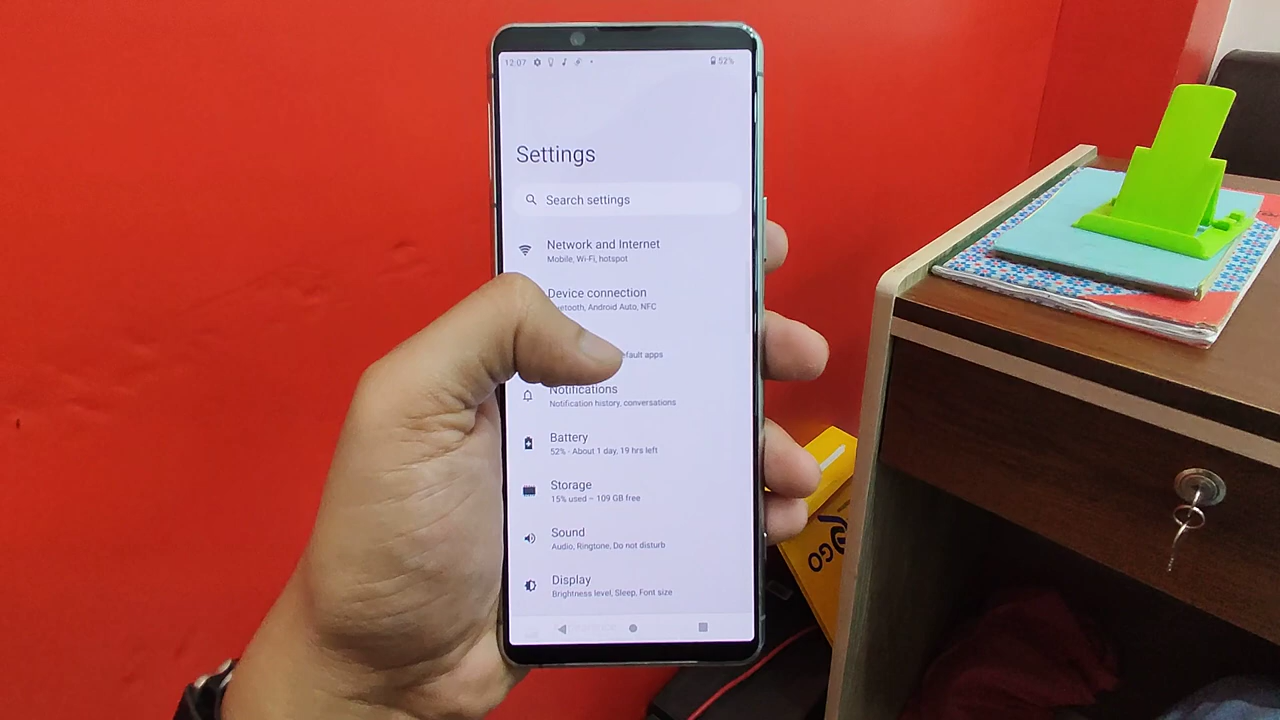 12:07
52%
Settings
Search settings
Network and Internet
Mobile, Wi-Fi, hotspot
Device connection
Android Auto, NFC
apps
Notifications
Notification history, conversations
Battery
52% - About 1 day, 19 hrs left
Storage
15% used – 109 GB free
Sound
Audio, Ringtone, Do not disturb
Display
Brightness level, Sleep, Font size
GO